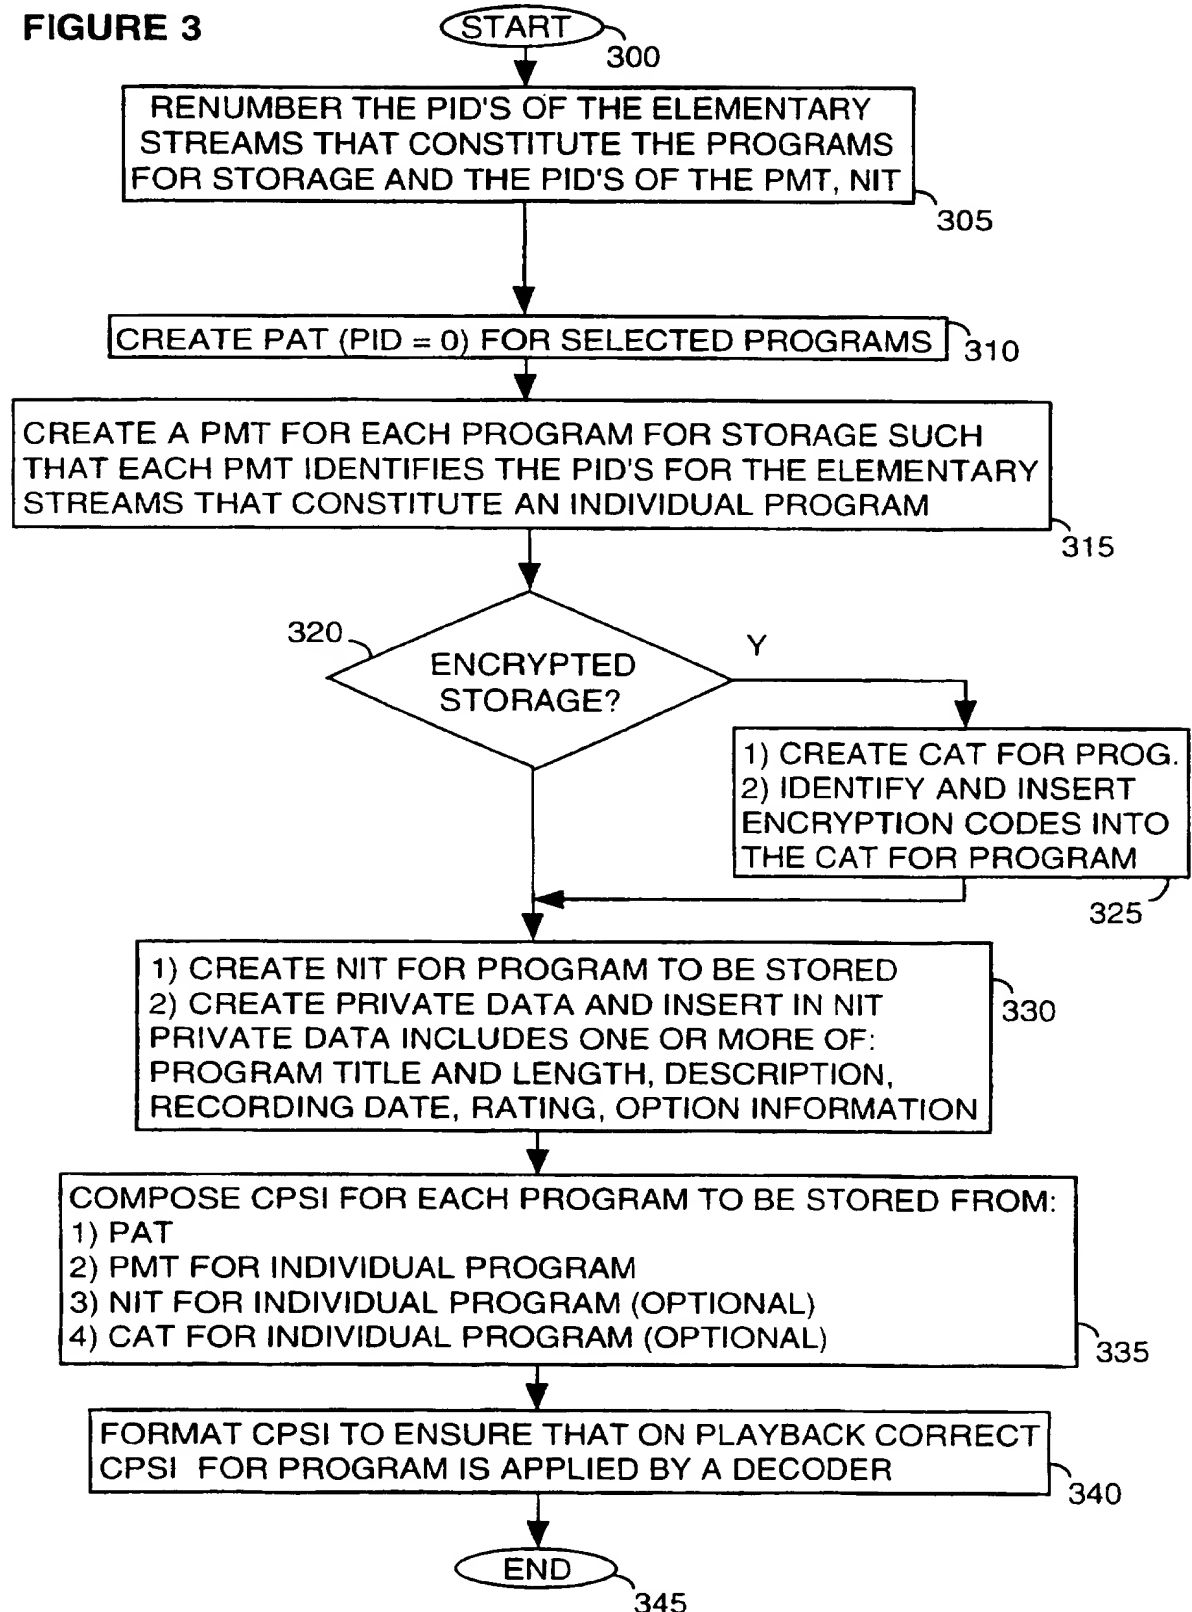 FIGURE 3
START
300
RENUMBER THE PID'S OF THE ELEMENTARY
STREAMS THAT CONSTITUTE THE PROGRAMS
FOR STORAGE AND THE PID'S OF THE PMT, NIT
305
CREATE PAT (PID = 0) FOR SELECTED PROGRAMS
310
CREATE A PMT FOR EACH PROGRAM FOR STORAGE SUCH
THAT EACH PMT IDENTIFIES THE PID'S FOR THE ELEMENTARY
STREAMS THAT CONSTITUTE AN INDIVIDUAL PROGRAM
315
320
ENCRYPTED
STORAGE?
Y
1) CREATE CAT FOR PROG.
2) IDENTIFY AND INSERT
ENCRYPTION CODES INTO
THE CAT FOR PROGRAM
325
1) CREATE NIT FOR PROGRAM TO BE STORED
2) CREATE PRIVATE DATA AND INSERT IN NIT
PRIVATE DATA INCLUDES ONE OR MORE OF:
PROGRAM TITLE AND LENGTH, DESCRIPTION,
RECORDING DATE, RATING, OPTION INFORMATION
330
COMPOSE CPSI FOR EACH PROGRAM TO BE STORED FROM:
1) PAT
2) PMT FOR INDIVIDUAL PROGRAM
3) NIT FOR INDIVIDUAL PROGRAM (OPTIONAL)
4) CAT FOR INDIVIDUAL PROGRAM (OPTIONAL)
335
FORMAT CPSI TO ENSURE THAT ON PLAYBACK CORRECT
CPSI FOR PROGRAM IS APPLIED BY A DECODER
340
END
345